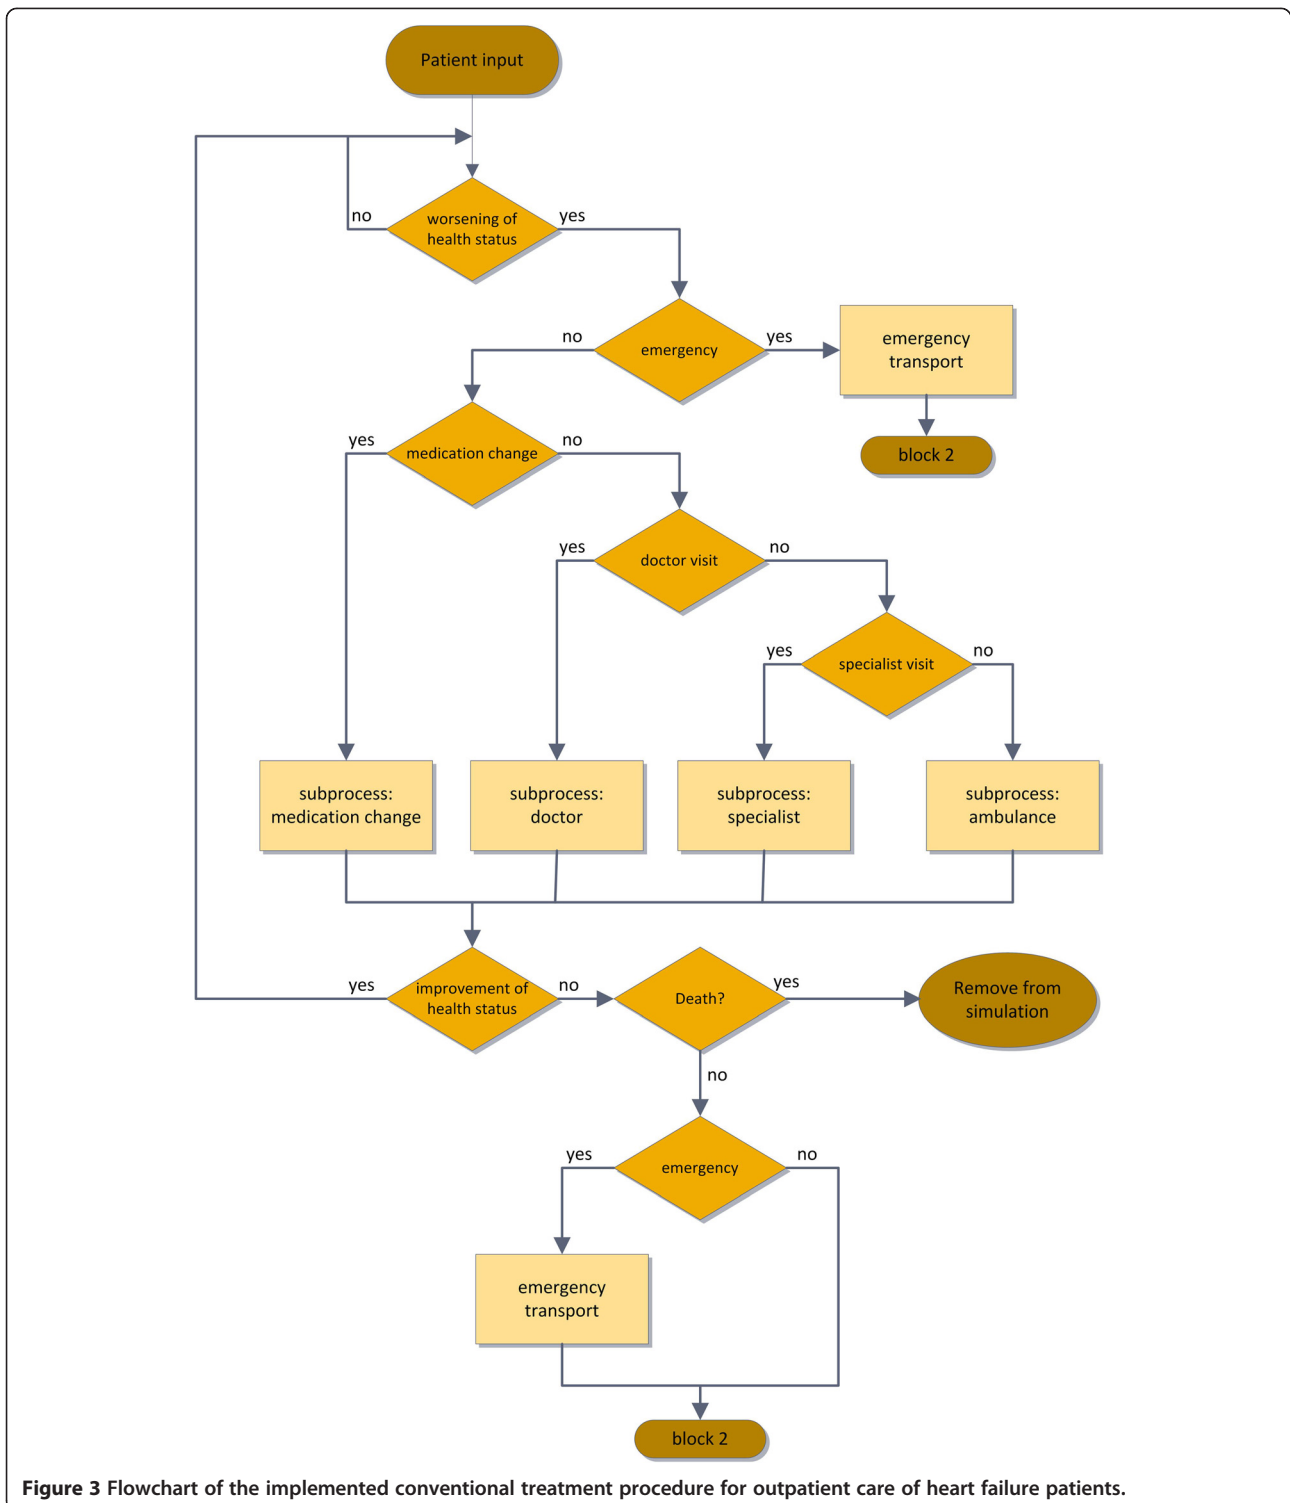 Patient input
no
worsening of
health status
yes
no
emergency
yes
emergency
transport
block 2
yes
medication change
no
yes
doctor visit
no
yes
specialist visit
no
subprocess:
medication change
subprocess:
doctor
subprocess:
specialist
subprocess:
ambulance
yes
improvement of
health status
no
Death?
yes
Remove from
simulation
no
yes
emergency
no
emergency
transport
block 2
Figure 3 Flowchart of the implemented conventional treatment procedure for outpatient care of heart failure patients.